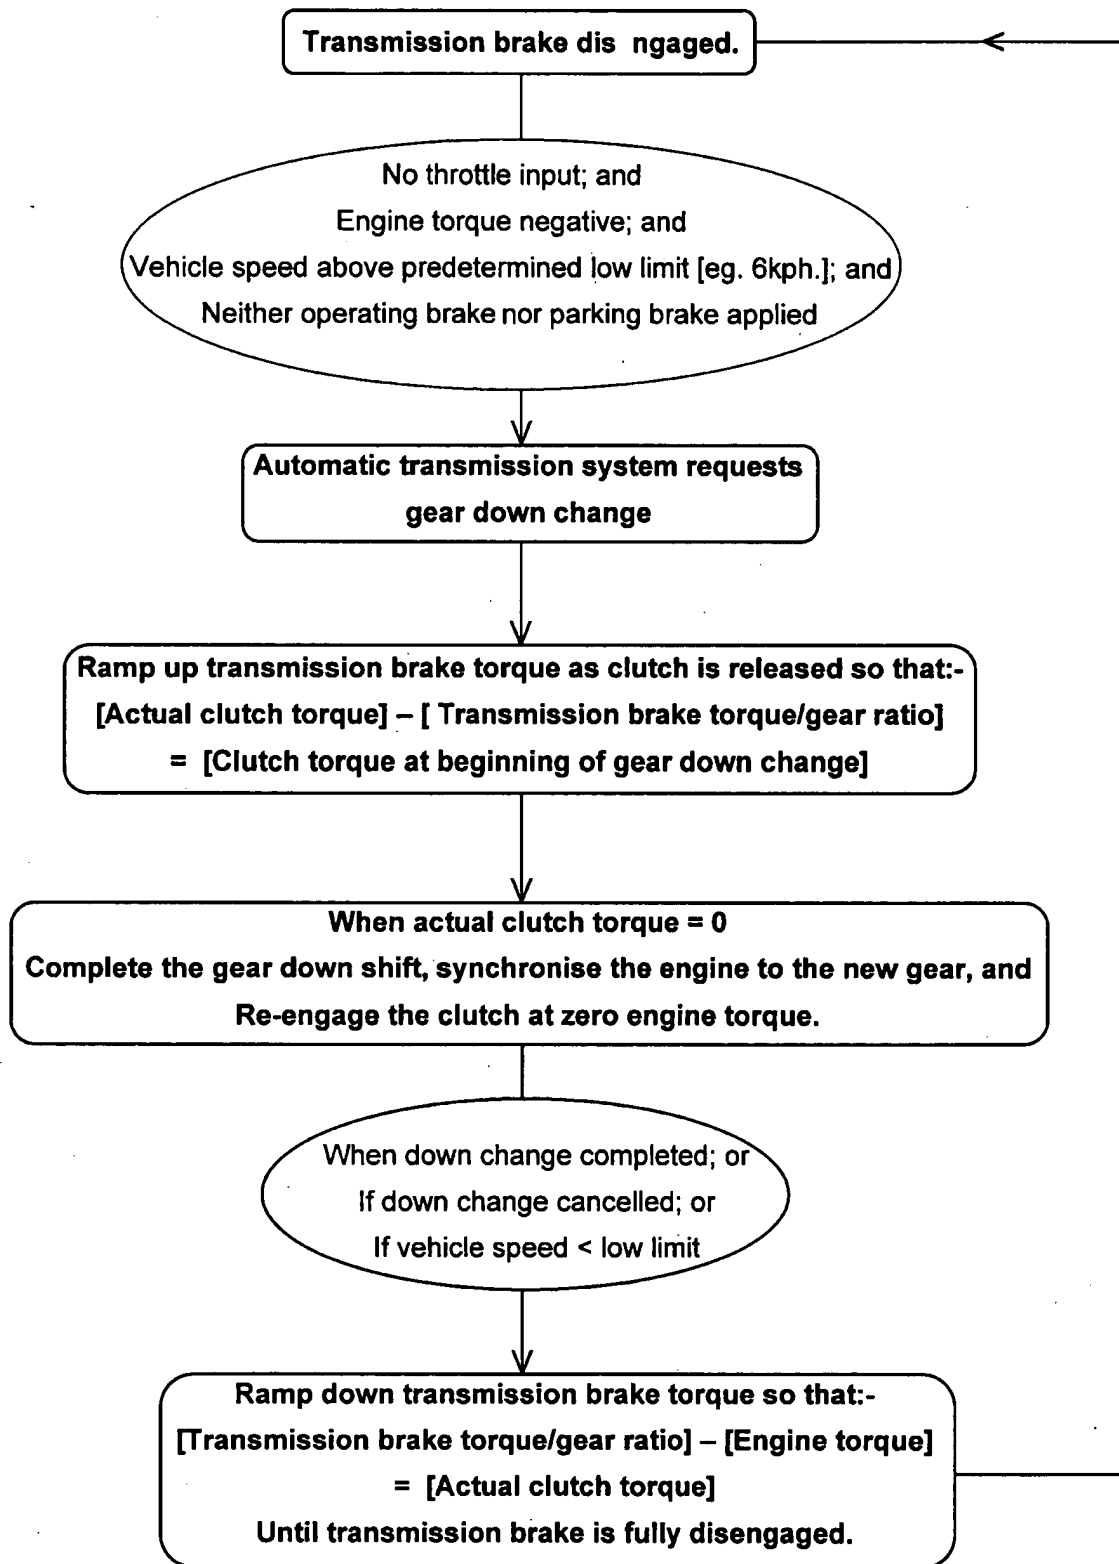 Transmission brake dis ngaged.
No throttle input; and
Engine torque negative; and
Vehicle speed above predetermined low limit [eg. 6kph.]; and
Neither operating brake nor parking brake applied
Automatic transmission system requests
gear down change
Ramp up transmission brake torque as clutch is released so that:-
[Actual clutch torque] – [ Transmission brake torque/gear ratio]
= [Clutch torque at beginning of gear down change]
When actual clutch torque = 0
Complete the gear down shift, synchronise the engine to the new gear, and
Re-engage the clutch at zero engine torque.
When down change completed; or
If down change cancelled; or
If vehicle speed < low limit
Ramp down transmission brake torque so that:-
[Transmission brake torque/gear ratio] – [Engine torque]
= [Actual clutch torque]
Until transmission brake is fully disengaged.